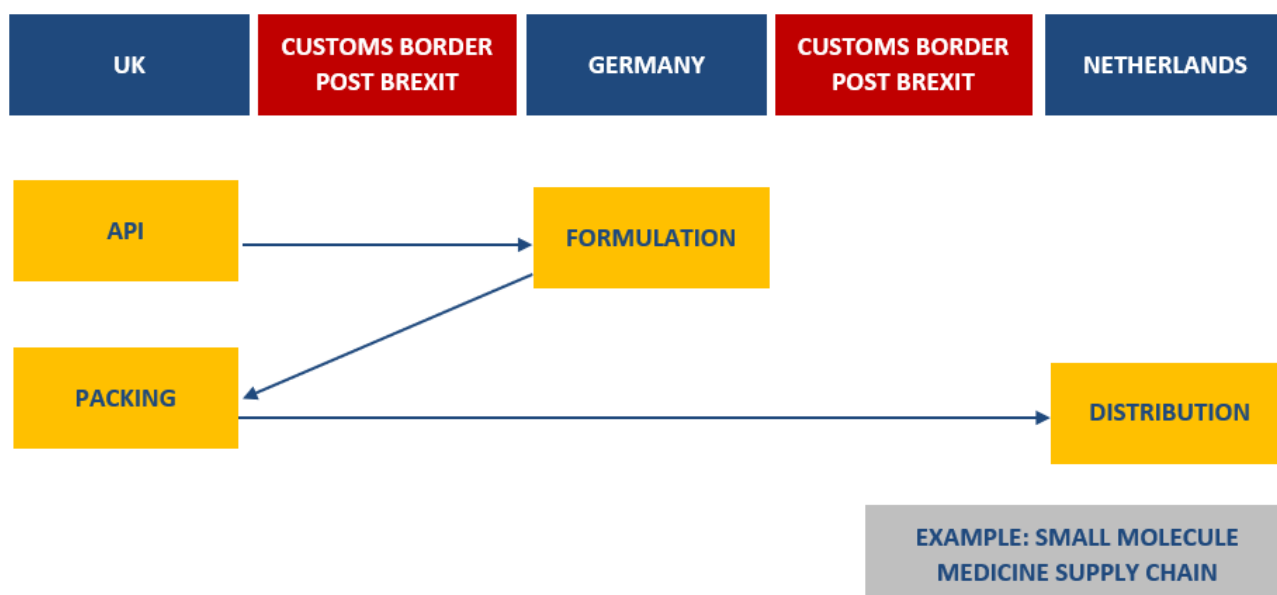 UK
CUSTOMS BORDER
POST BREXIT
GERMANY
CUSTOMS BORDER
POST BREXIT
NETHERLANDS
API
FORMULATION
PACKING
DISTRIBUTION
EXAMPLE: SMALL MOLECULE
MEDICINE SUPPLY CHAIN